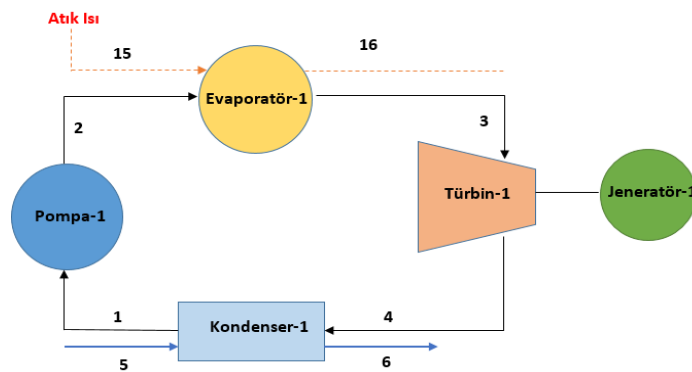 Atık Isı
15
16
Evaporatör-1
2
3
Türbin-1
Jeneratör-1
Pompa-1
1
Kondenser-1
4
5
6